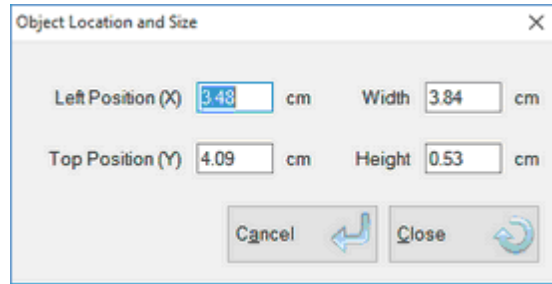 Object Location and Size
Left Position (X) 3.48 cm Width 3.84 cm
Top Position (Y) 4.09 cm Height 0.53 cm
Cancel Close